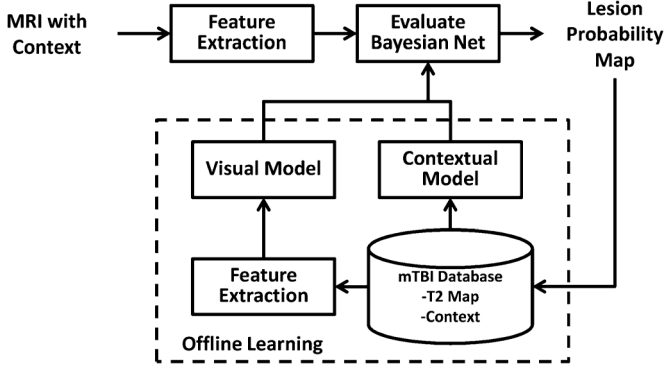 MRI with
Context
Feature
Extraction
Evaluate
Bayesian Net
Lesion
Probability
Map
Visual Model
Contextual
Model
Feature
Extraction
mTBI Database
-T2 Map
-Context
Offline Learning